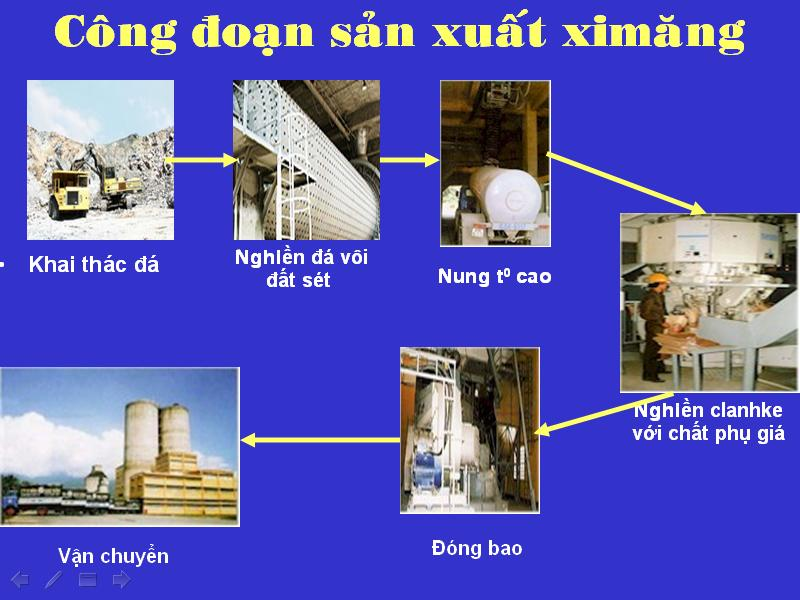 Công đoạn sản xuất ximăng
• Khai thác đá
Nghiền đá vôi
đất sét
Nung t⁰ cao
Nghiền clanhke
với chất phụ giá
Đóng bao
Vận chuyển